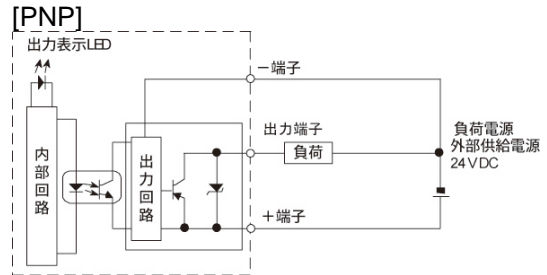 [PNP]
出力表示LED
－端子
出力端子
負荷
負荷電源
外部供給電源
24VDC
内部回路
出力回路
＋端子